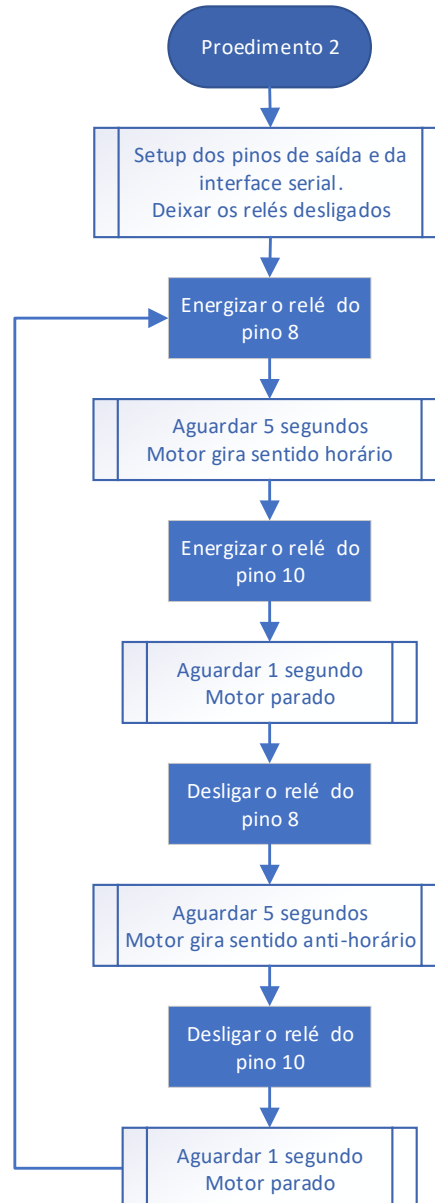 Proedimento 2
Setup dos pinos de saída e da
interface serial.
Deixar os relés desligados
Energizar o relé do
pino 8
Aguardar 5 segundos
Motor gira sentido horário
Energizar o relé do
pino 10
Aguardar 1 segundo
Motor parado
Desligar o relé do
pino 8
Aguardar 5 segundos
Motor gira sentido anti-horário
Desligar o relé do
pino 10
Aguardar 1 segundo
Motor parado